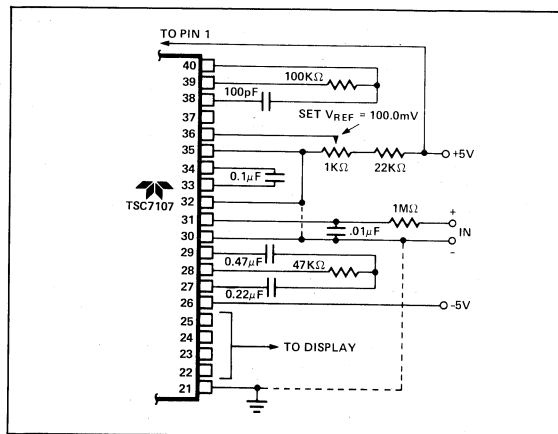 TO PIN 1
40
39
100KΩ
38
100pF
37
SET VREF = 100.0mV
36
35
+5V
1KΩ
22KΩ
34
0.1μF
33
TSC7107
32
1MΩ
31
+
.01μF
IN
30
-
29
0.47μF
28
47KΩ
27
0.22μF
26
-5V
25
24
TO DISPLAY
23
22
21